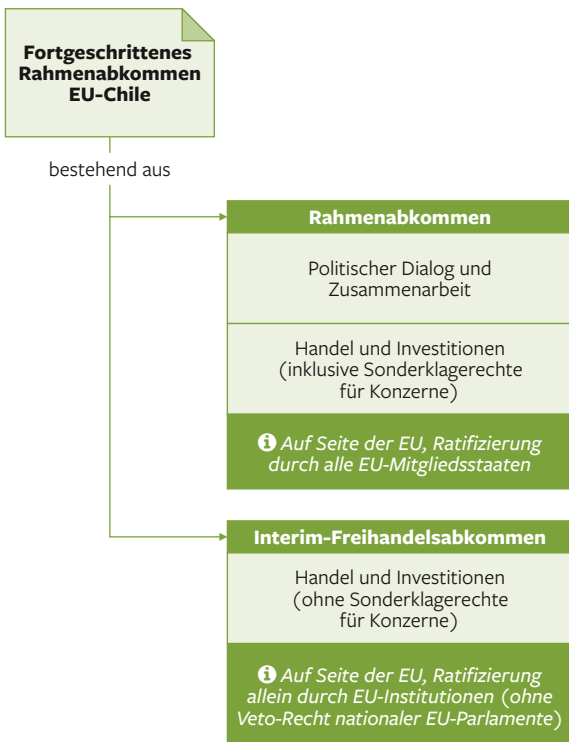 Fortgeschrittenes
Rahmenabkommen
EU-Chile
bestehend aus
Rahmenabkommen
Politischer Dialog und
Zusammenarbeit
Handel und Investitionen
(inklusive Sonderklagerechte
für Konzerne)
Auf Seite der EU, Ratifizierung
durch alle EU-Mitgliedsstaaten
Interim-Freihandelsabkommen
Handel und Investitionen
(ohne Sonderklagerechte
für Konzerne)
Auf Seite der EU, Ratifizierung
allein durch EU-Institutionen (ohne
Veto-Recht nationaler EU-Parlamente)